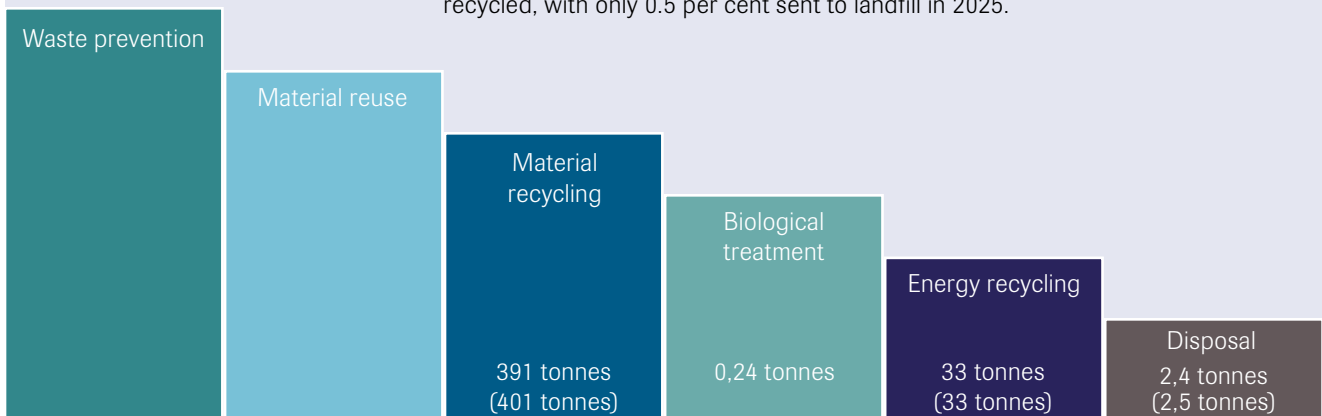 recycled, with only 0.5 per cent sent to landfill in 2025.
Waste prevention
Material reuse
Material
recycling
391 tonnes
(401 tonnes)
Biological
treatment
0,24 tonnes
Energy recycling
33 tonnes
(33 tonnes)
Disposal
2,4 tonnes
(2,5 tonnes)